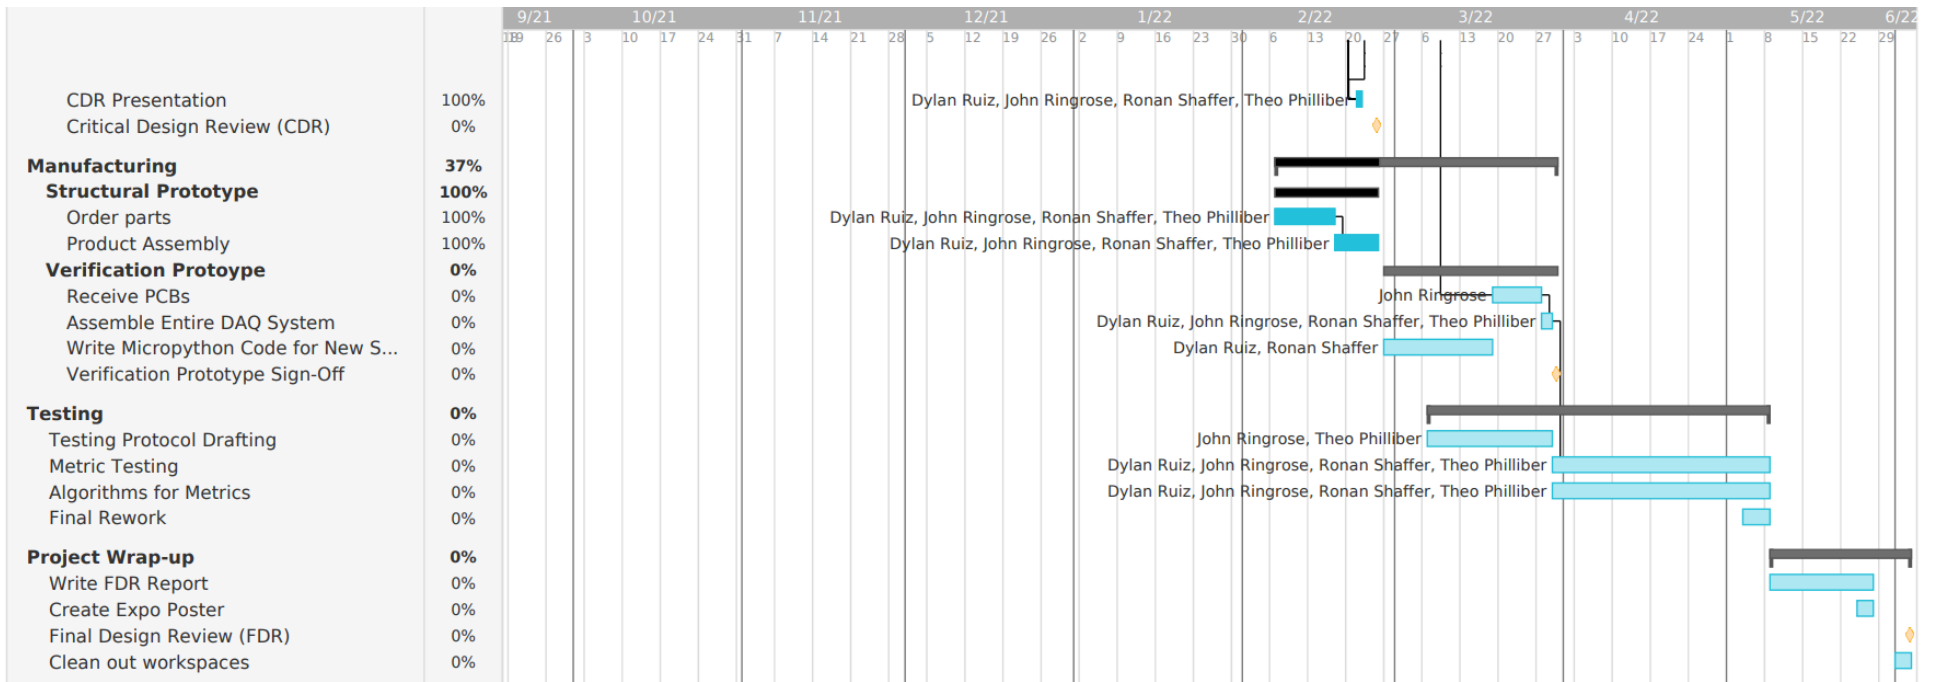 9/21 10/21 11/21 12/21 1/22 2/22 3/22 4/22 5/22 6/22
19 26 3 10 17 24 31 7 14 21 28 5 12 19 26 2 9 16 23 30 6 13 20 27 6 13 20 27 3 10 17 24 1 8 15 22 29
CDR Presentation 100% Dylan Ruiz, John Ringrose, Ronan Shaffer, Theo Philliber
Critical Design Review (CDR) 0%
Manufacturing 37%
Structural Prototype 100%
Order parts 100% Dylan Ruiz, John Ringrose, Ronan Shaffer, Theo Philliber
Product Assembly 100% Dylan Ruiz, John Ringrose, Ronan Shaffer, Theo Philliber
Verification Protoype 0%
Receive PCBs 0% John Ringrose
Assemble Entire DAQ System 0% Dylan Ruiz, John Ringrose, Ronan Shaffer, Theo Philliber
Write Micropython Code for New S... 0% Dylan Ruiz, Ronan Shaffer
Verification Prototype Sign-Off 0%
Testing 0%
Testing Protocol Drafting 0% John Ringrose, Theo Philliber
Metric Testing 0% Dylan Ruiz, John Ringrose, Ronan Shaffer, Theo Philliber
Algorithms for Metrics 0% Dylan Ruiz, John Ringrose, Ronan Shaffer, Theo Philliber
Final Rework 0%
Project Wrap-up 0%
Write FDR Report 0%
Create Expo Poster 0%
Final Design Review (FDR) 0%
Clean out workspaces 0%